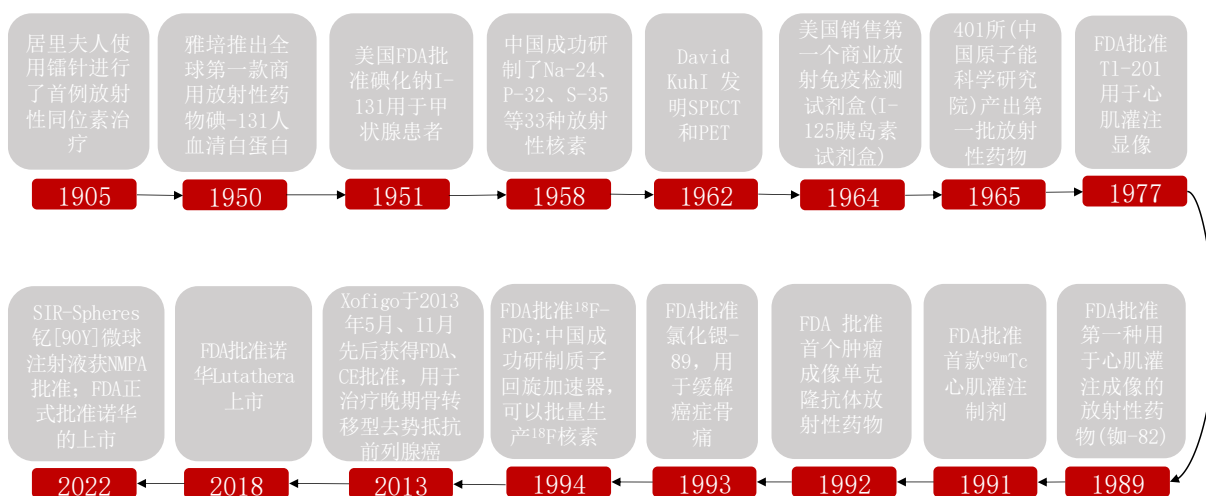 居里夫人使
用镭针进行
了首例放射
性同位素治
疗
1905
雅培推出全
球第一款商
用放射性药
物碘-131人
血清白蛋白
1950
美国FDA批
准碘化钠I-
131用于甲
状腺患者
1951
中国成功研
制了Na-24、
P-32、S-35
等33种放射
性核素
1958
David
KuhI 发
明SPECT
和PET
1962
美国销售第
一个商业放
射免疫检测
试剂盒(I-
125胰岛素
试剂盒)
1964
401所(中
国原子能
科学研究
院)产出第
一批放射
性药物
1965
FDA批准
Tl-201
用于心
肌灌注
显像
1977
FDA批准
第一种用
于心肌灌
注成像的
放射性药
物(铷-82)
1989
FDA批准
首款⁹⁹ᵐTc
心肌灌注
制剂
1991
FDA 批准
首个肿瘤
成像单克
隆抗体放
射性药物
1992
FDA批准
氯化锶-
89，用
于缓解
癌症骨
痛
1993
FDA批准¹⁸F-
FDG;中国成
功研制质子
回旋加速器，
可以批量生
产¹⁸F核素
1994
Xofigo于2013
年5月、11月
先后获得FDA、
CE批准，用于
治疗晚期骨转
移型去势抵抗
前列腺癌
2013
FDA批准诺
华Lutathera
上市
2018
SIR-Spheres
钇[90Y]微球
注射液获NMPA
批准；FDA正
式批准诺华
的上市
2022